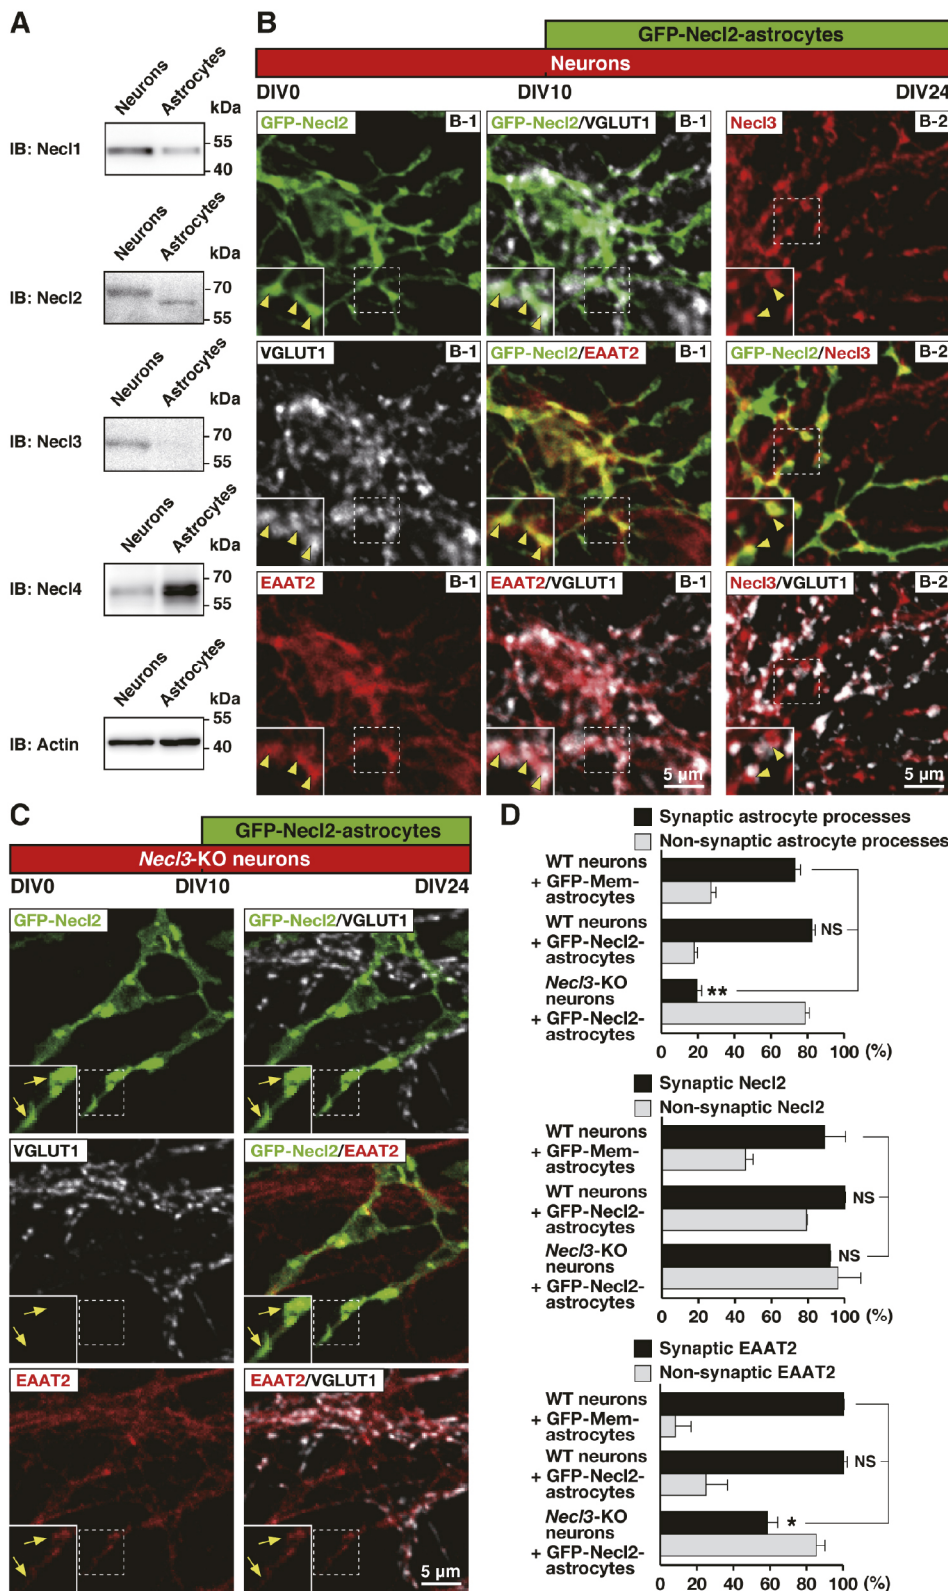 A
Neurons
Astrocytes
kDa
IB: Necl1
55
40
Neurons
Astrocytes
kDa
IB: Necl2
70
55
Neurons
Astrocytes
kDa
IB: Necl3
70
55
Neurons
Astrocytes
kDa
IB: Necl4
70
55
Neurons
Astrocytes
kDa
IB: Actin
55
40
B
GFP-Necl2-astrocytes
Neurons
DIV0 DIV10 DIV24
GFP-Necl2 B-1
GFP-Necl2/VGLUT1 B-1
Necl3 B-2
VGLUT1 B-1
GFP-Necl2/EAAT2 B-1
GFP-Necl2/Necl3 B-2
EAAT2 B-1
EAAT2/VGLUT1 B-1
Necl3/VGLUT1 B-2
5 µm
5 µm
C
GFP-Necl2-astrocytes
Necl3-KO neurons
DIV0 DIV10 DIV24
GFP-Necl2
GFP-Necl2/VGLUT1
VGLUT1
GFP-Necl2/EAAT2
EAAT2
EAAT2/VGLUT1
5 µm
D
Synaptic astrocyte processes
Non-synaptic astrocyte processes
WT neurons
+ GFP-Mem-
astrocytes
WT neurons
+ GFP-Necl2-
astrocytes
NS
Necl3-KO
neurons
+ GFP-Necl2-
astrocytes
**
0 20 40 60 80 100 (%)
Synaptic Necl2
Non-synaptic Necl2
WT neurons
+ GFP-Mem-
astrocytes
WT neurons
+ GFP-Necl2-
astrocytes
NS
Necl3-KO
neurons
+ GFP-Necl2-
astrocytes
NS
0 20 40 60 80 100 (%)
Synaptic EAAT2
Non-synaptic EAAT2
WT neurons
+ GFP-Mem-
astrocytes
WT neurons
+ GFP-Necl2-
astrocytes
NS
Necl3-KO
neurons
+ GFP-Necl2-
astrocytes
*
0 20 40 60 80 100 (%)